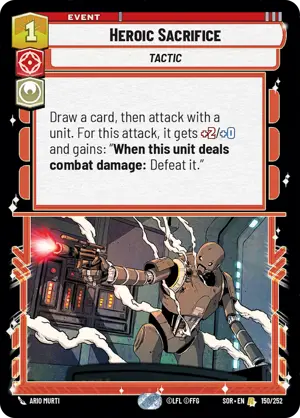 EVENT
1
HEROIC SACRIFICE
TACTIC
Draw a card, then attack with a
unit. For this attack, it gets +2/+0
and gains: “When this unit deals
combat damage: Defeat it.”
ARIO MURTI
©LFL ©FFG
SOR • EN
150/252